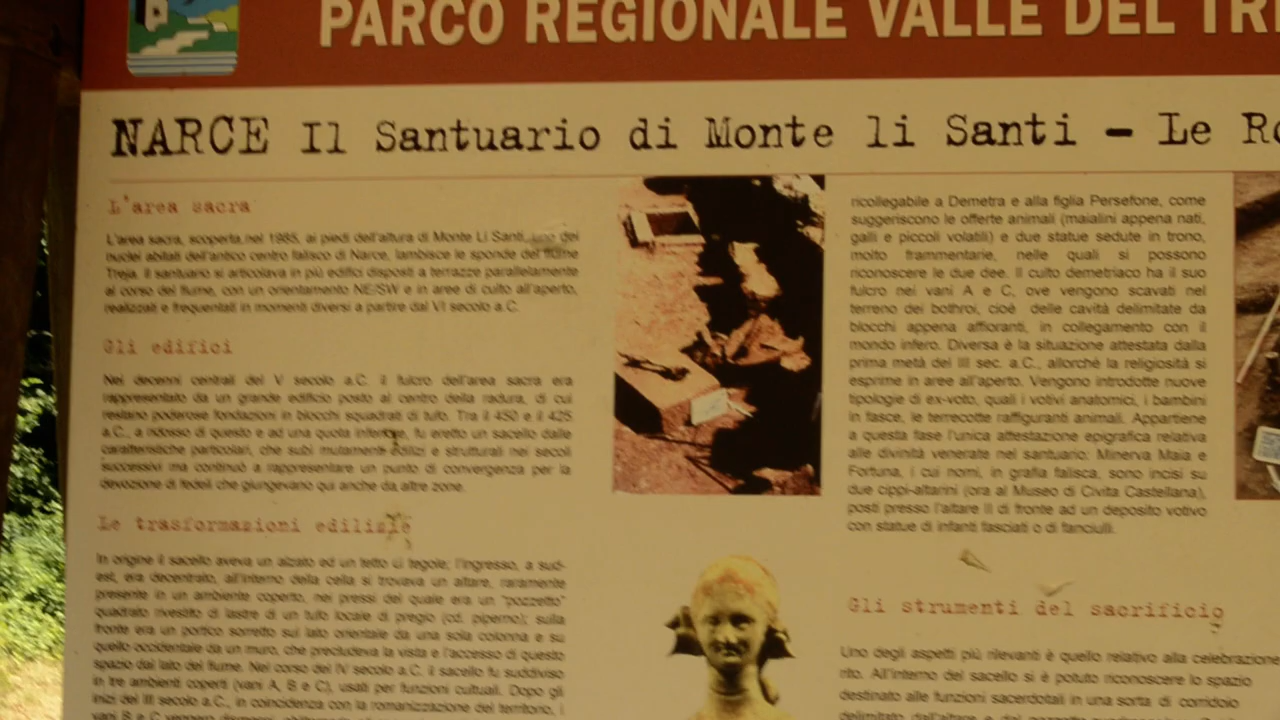 PARCO REGIONALE VALLE DEL
NARCE Il Santuario di Monte li Santi - Le
L'area sacra
L'area sacra, scoperta nel 1985, ai piedi dell'altura di Monte Li Santi, uno dei
nuclei abitati dell'antico centro falisco di Narce, lambisce le sponde del fiume
Treja. Il santuario si articolava in più edifici disposti a terrazze parallelamente
al corso del fiume, con un orientamento NE/SW e in aree di culto all'aperto,
realizzati e frequentati in momenti diversi a partire dal VI secolo a.C.
Gli edifici
Nei decenni centrali del V secolo a.C. il fulcro dell'area sacra era
rappresentato da un grande edificio posto al centro della radura, di cui
restano poderose fondazioni in blocchi squadrati di tufo. Tra il 450 e il 425
a.C., a ridosso di questo e ad una quota inferiore, fu eretto un sacello dalle
caratteristiche particolari, che subì mutamenti edilizi e strutturali nei secoli
successivi ma continuò a rappresentare un punto di convergenza per la
devozione di fedeli che giungevano qui anche da altre zone.
Le trasformazioni edilizie
In origine il sacello aveva un alzato ed un tetto di tegole; l'ingresso, a sud-
est, era decentrato, all'interno della cella si trovava un altare, raramente
presente in un ambiente coperto, nei pressi del quale era un "pozzetto"
quadrato rivestito di lastre di un tufo locale di pregio (cd. piperno); sulla
fronte era un portico sorretto sul lato orientale da una sola colonna e su
quello occidentale da un muro, che precludeva la vista e l'accesso di questo
spazio dal lato del fiume. Nel corso del IV secolo a.C. il sacello fu suddiviso
in tre ambienti coperti (vani A, B e C), usati per funzioni cultuali. Dopo gli
inizi del III secolo a.C., in coincidenza con la romanizzazione del territorio, i
vani B e C vennero dismessi,
ricollegabile a Demetra e alla figlia Persefone, come
suggeriscono le offerte animali (maialini appena nati,
galli e piccoli volatili) e due statue sedute in trono,
molto frammentarie, nelle quali si possono
riconoscere le due dee. Il culto demetriaco ha il suo
fulcro nei vani A e C, ove vengono scavati nel
terreno dei bothroi, cioè delle cavità delimitate da
blocchi appena affioranti, in collegamento con il
mondo infero. Diversa è la situazione attestata dalla
prima metà del III sec. a.C., allorchè la religiosità si
esprime in aree all'aperto. Vengono introdotte nuove
tipologie di ex-voto, quali i votivi anatomici, i bambini
in fasce, le terrecotte raffiguranti animali. Appartiene
a questa fase l'unica attestazione epigrafica relativa
alle divinità venerate nel santuario: Minerva Maia e
Fortuna, i cui nomi, in grafia falisca, sono incisi su
due cippi-altarini (ora al Museo di Civita Castellana),
posti presso l'altare II di fronte ad un deposito votivo
con statue di infanti fasciati o di fanciulli.
Gli strumenti del sacrificio
Uno degli aspetti più rilevanti è quello relativo alla celebrazione
rito. All'interno del sacello si è potuto riconoscere lo spazio
destinato alle funzioni sacerdotali in una sorta di corridoio
delimitato dall'altare e dal